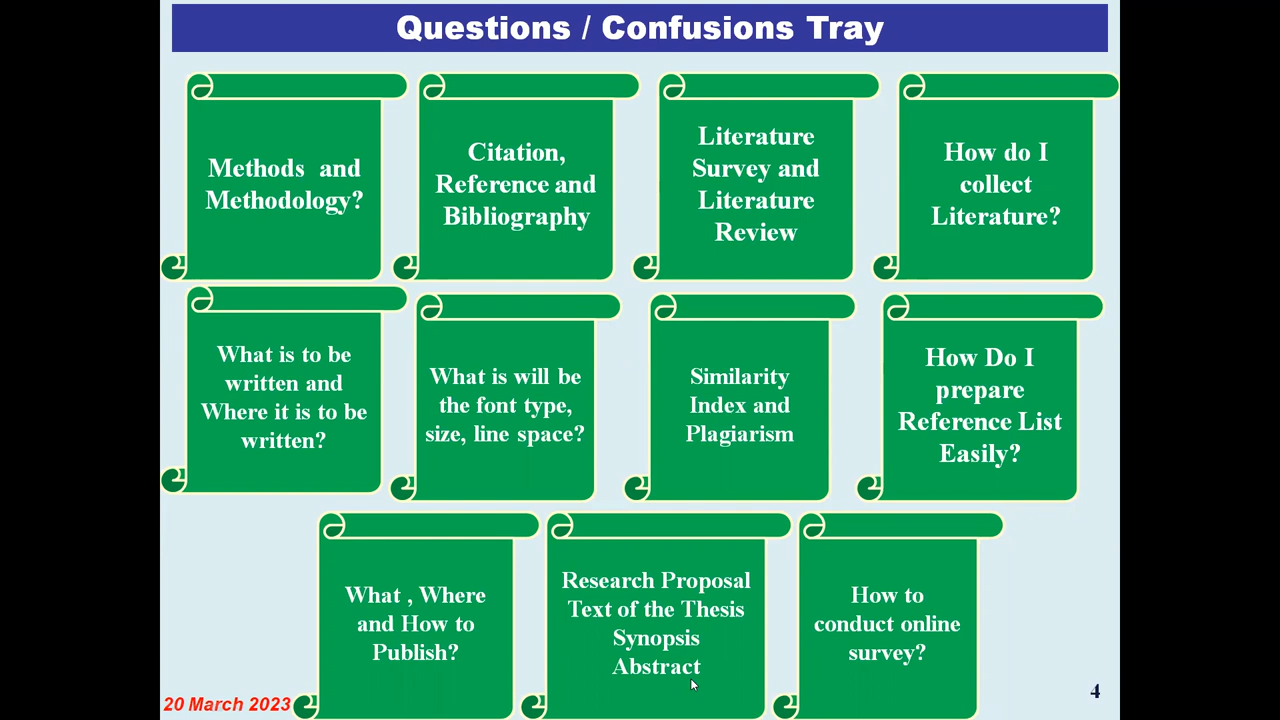 Questions / Confusions Tray
Methods and
Methodology?
Citation,
Reference and
Bibliography
Literature
Survey and
Literature
Review
How do I
collect
Literature?
What is to be
written and
Where it is to be
written?
What is will be
the font type,
size, line space?
Similarity
Index and
Plagiarism
How Do I
prepare
Reference List
Easily?
What , Where
and How to
Publish?
Research Proposal
Text of the Thesis
Synopsis
Abstract
How to
conduct online
survey?
20 March 2023
4